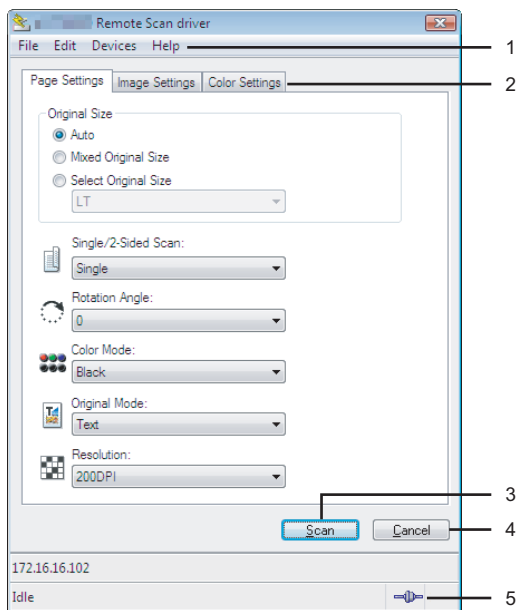 Remote Scan driver
File Edit Devices Help
1
Page Settings Image Settings Color Settings
2
Original Size
Auto
Mixed Original Size
Select Original Size
LT
Single/2-Sided Scan:
Single
Rotation Angle:
0
Color Mode:
Black
Original Mode:
Text
Resolution:
200DPI
3
Scan Cancel
4
172.16.16.102
Idle
5